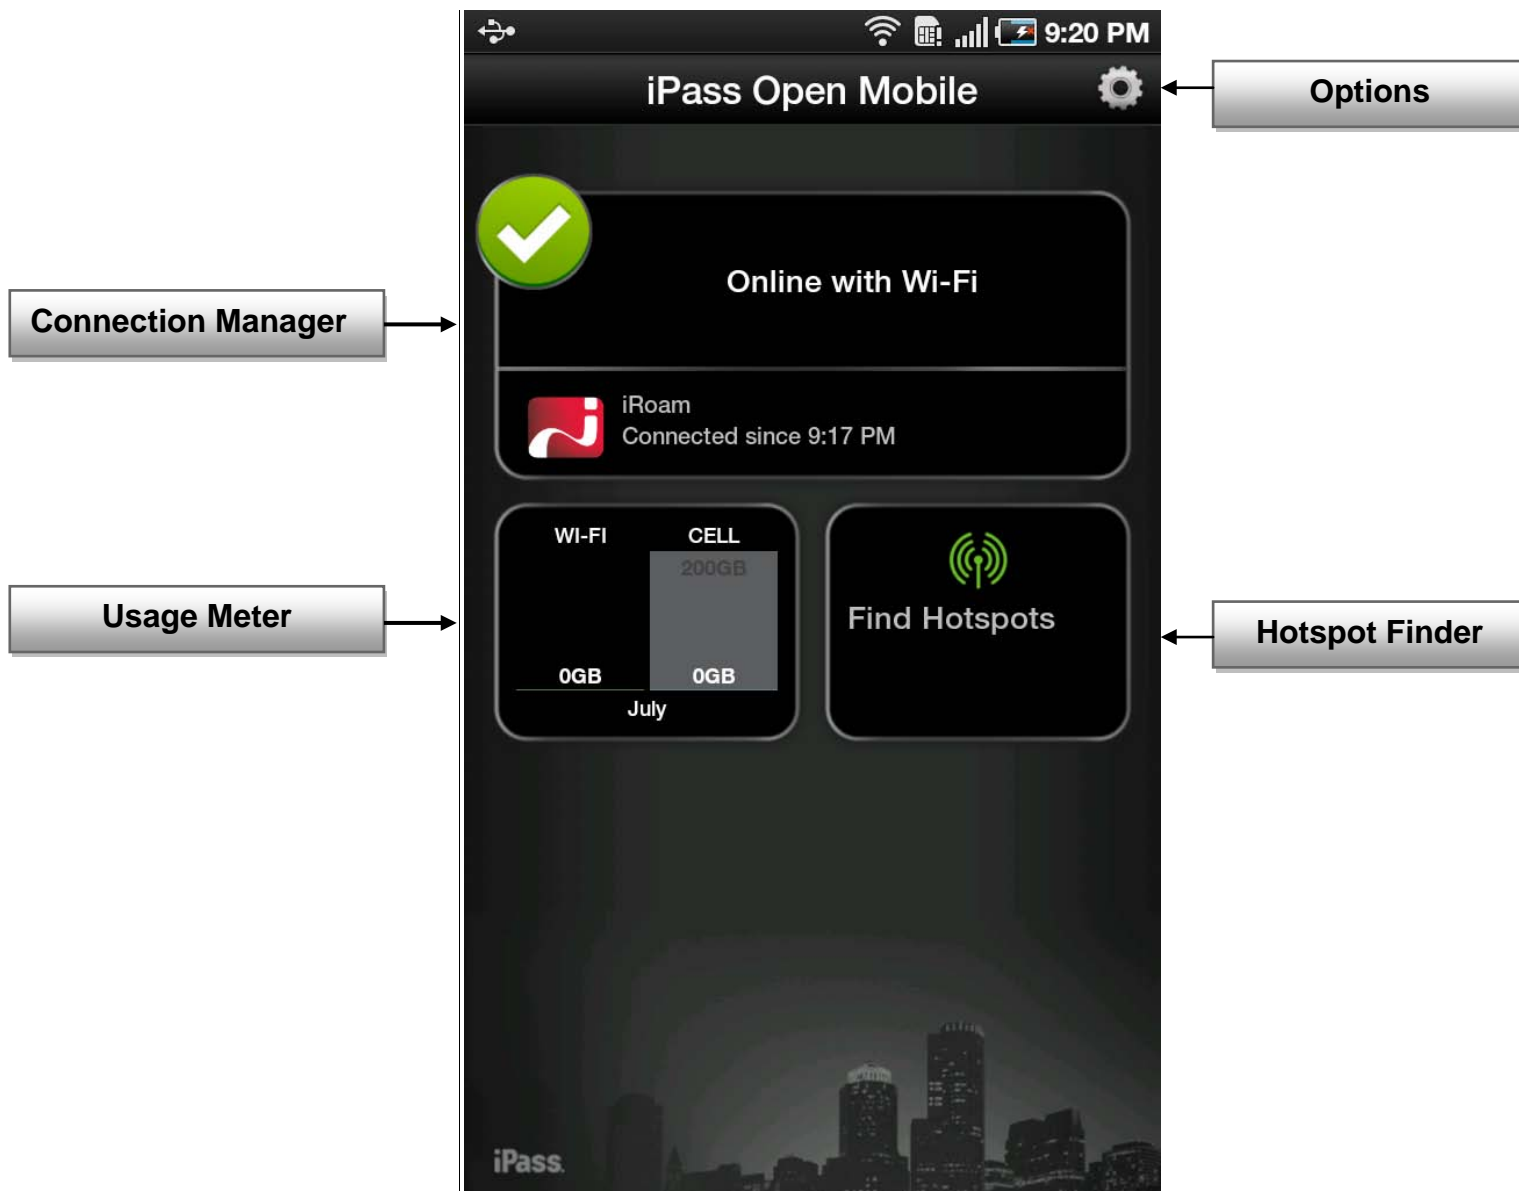 9:20 PM
iPass Open Mobile
Options
Online with Wi-Fi
Connection Manager
iRoam
Connected since 9:17 PM
WI-FI
CELL
200GB
0GB
0GB
July
Usage Meter
Find Hotspots
Hotspot Finder
iPass.